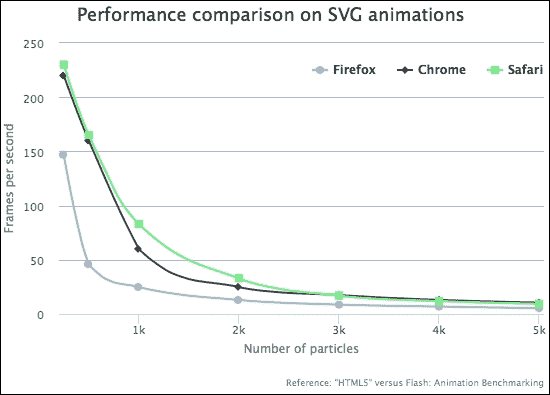 Performance comparison on SVG animations
250
Firefox Chrome Safari
200
150
Frames per second
100
50
0
1k 2k 3k 4k 5k
Number of particles
Reference: "HTML5" versus Flash: Animation Benchmarking